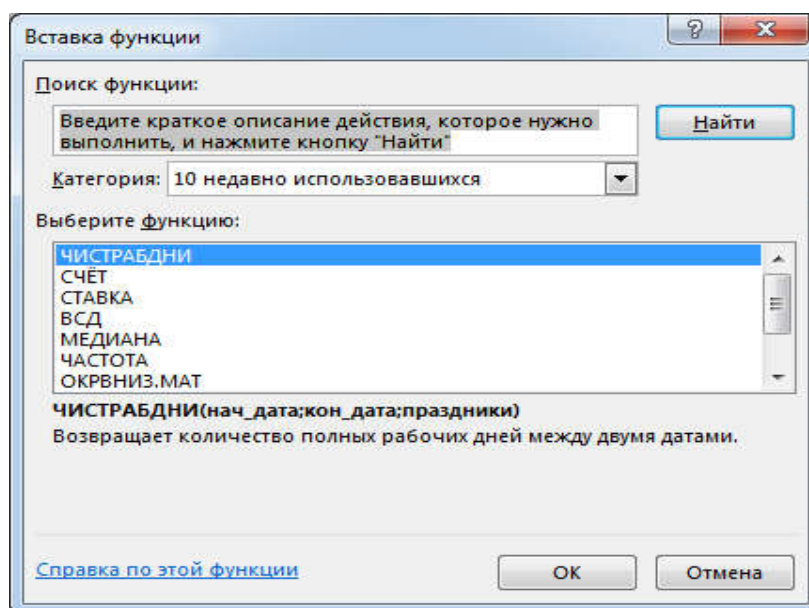 Вставка функции
Поиск функции:
Введите краткое описание действия, которое нужно
выполнить, и нажмите кнопку "Найти"
Найти
Категория: 10 недавно использовавшихся
Выберите функцию:
ЧИСТРАБДНИ
СЧЁТ
СТАВКА
ВСД
МЕДИАНА
ЧАСТОТА
ОКРВНИЗ.МАТ
ЧИСТРАБДНИ(нач_дата;кон_дата;праздники)
Возвращает количество полных рабочих дней между двумя датами.
Справка по этой функции
ОК
Отмена